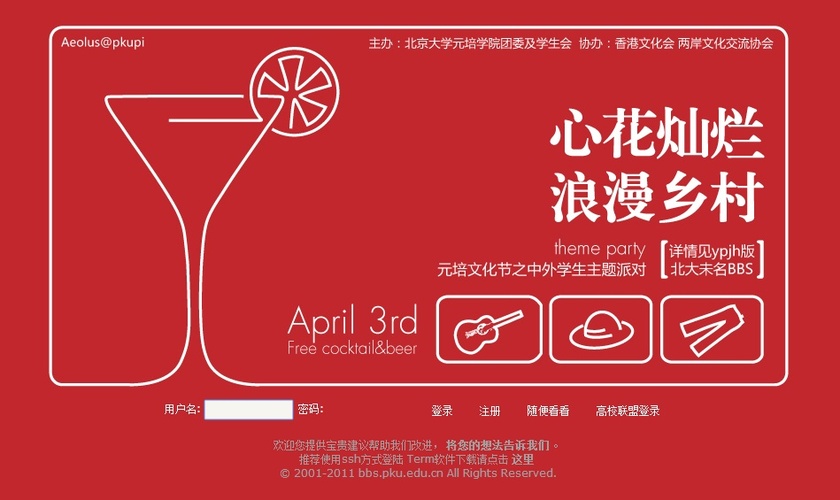 Aeolus@pkupi
主办：北京大学元培学院团委及学生会 协办：香港文化会 两岸文化交流协会
心花灿烂
浪漫乡村
theme party
元培文化节之中外学生主题派对
详情见ypjh版
北大未名BBS
April 3rd
Free cocktail&beer
用户名: 密码: 登录 注册 随便看看 高校联盟登录
欢迎您提供宝贵建议帮助我们改进，将您的想法告诉我们。
推荐使用ssh方式登陆 Term软件下载请点击 这里
© 2001-2011 bbs.pku.edu.cn All Rights Reserved.